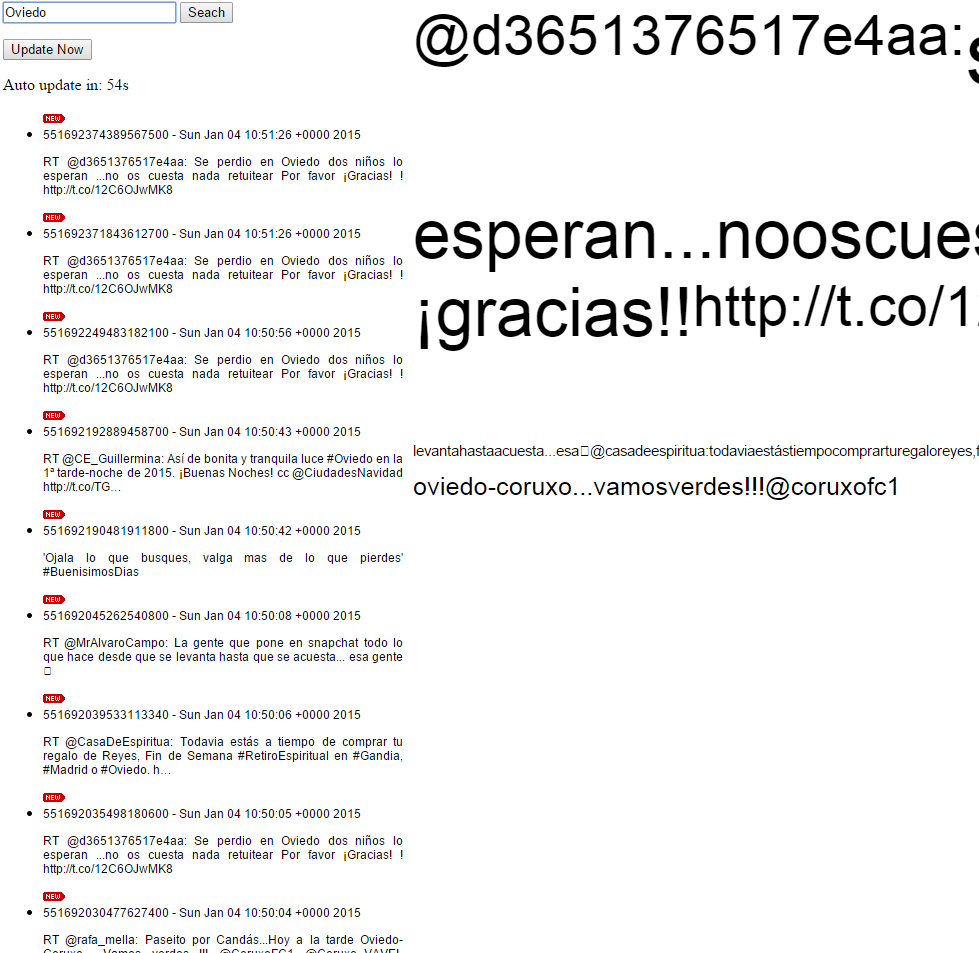 Oviedo Seach
Update Now
Auto update in: 54s
NEW
551692374389567500 - Sun Jan 04 10:51:26 +0000 2015
RT @d3651376517e4aa: Se perdio en Oviedo dos niños lo
esperan ...no os cuesta nada retuitear Por favor ¡Gracias! !
http://t.co/12C6OJwMK8
NEW
551692371843612700 - Sun Jan 04 10:51:26 +0000 2015
RT @d3651376517e4aa: Se perdio en Oviedo dos niños lo
esperan ...no os cuesta nada retuitear Por favor ¡Gracias! !
http://t.co/12C6OJwMK8
NEW
551692249483182100 - Sun Jan 04 10:50:56 +0000 2015
RT @d3651376517e4aa: Se perdio en Oviedo dos niños lo
esperan ...no os cuesta nada retuitear Por favor ¡Gracias! !
http://t.co/12C6OJwMK8
NEW
551692192889458700 - Sun Jan 04 10:50:43 +0000 2015
RT @CE_Guillermina: Así de bonita y tranquila luce #Oviedo en la
1ª tarde-noche de 2015. ¡Buenas Noches! cc @CiudadesNavidad
http://t.co/TG…
NEW
551692190481911800 - Sun Jan 04 10:50:42 +0000 2015
'Ojala lo que busques, valga mas de lo que pierdes'
#BuenisimosDias
NEW
551692045262540800 - Sun Jan 04 10:50:08 +0000 2015
RT @MrAlvaroCampo: La gente que pone en snapchat todo lo
que hace desde que se levanta hasta que se acuesta... esa gente
NEW
551692039533113340 - Sun Jan 04 10:50:06 +0000 2015
RT @CasaDeEspiritua: Todavia estás a tiempo de comprar tu
regalo de Reyes, Fin de Semana #RetiroEspiritual en #Gandia,
#Madrid o #Oviedo. h…
NEW
551692035498180600 - Sun Jan 04 10:50:05 +0000 2015
RT @d3651376517e4aa: Se perdio en Oviedo dos niños lo
esperan ...no os cuesta nada retuitear Por favor ¡Gracias! !
http://t.co/12C6OJwMK8
NEW
551692030477627400 - Sun Jan 04 10:50:04 +0000 2015
RT @rafa_mella: Paseito por Candás...Hoy a la tarde Oviedo-
@d3651376517e4aa:
esperan...nooscues
¡gracias!!http://t.co/1
levantahastaacuesta...esa @casadeespiritua:todaviaestástiempocomprarturegaloreyes,f
oviedo-coruxo...vamosverdes!!!@coruxofc1